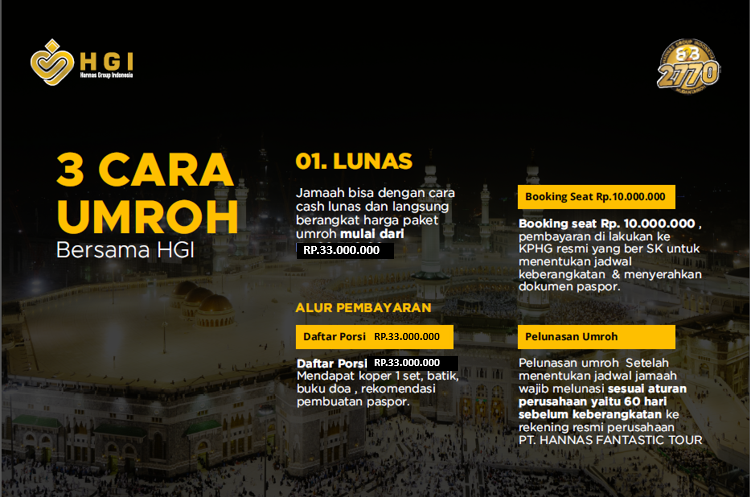 HGI
Hannas Group Indonesia
2770
3 CARA
UMROH
Bersama HGI
01. LUNAS
Jamaah bisa dengan cara
cash lunas dan langsung
berangkat harga paket
umroh mulai dari
RP.33.000.000
ALUR PEMBAYARAN
Daftar Porsi RP.33.000.000
Daftar Porsi RP.33.000.000
Mendapat koper 1 set, batik,
buku doa , rekomendasi
pembuatan paspor.
Booking Seat Rp.10.000.000
Booking seat Rp. 10.000.000 ,
pembayaran di lakukan ke
KPHG resmi yang ber SK untuk
menentukan jadwal
keberangkatan & menyerahkan
dokumen paspor.
Pelunasan Umroh
Pelunasan umroh Setelah
menentukan jadwal jamaah
wajib melunasi sesuai aturan
perusahaan yaitu 60 hari
sebelum keberangkatan ke
rekening resmi perusahaan
PT. HANNAS FANTASTIC TOUR